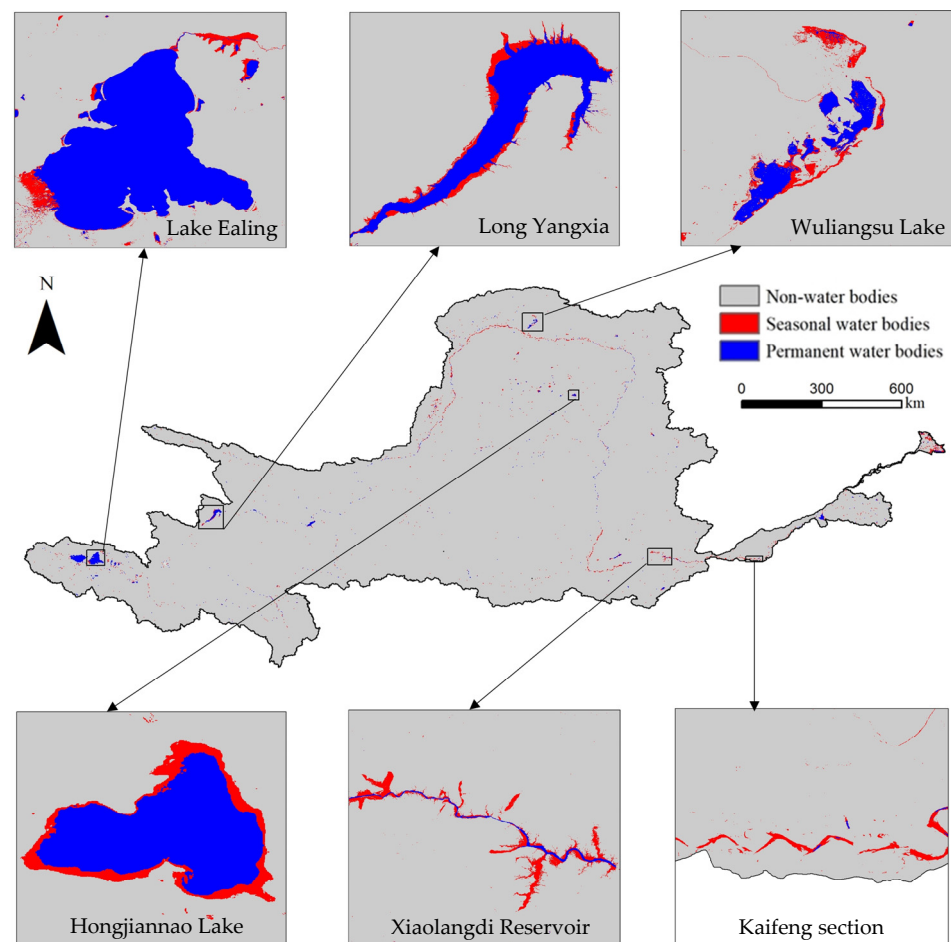 Lake Ealing
Long Yangxia
Wuliangsu Lake
N
Non-water bodies
Seasonal water bodies
Permanent water bodies
0 300 600
km
Hongjiannao Lake
Xiaolangdi Reservoir
Kaifeng section